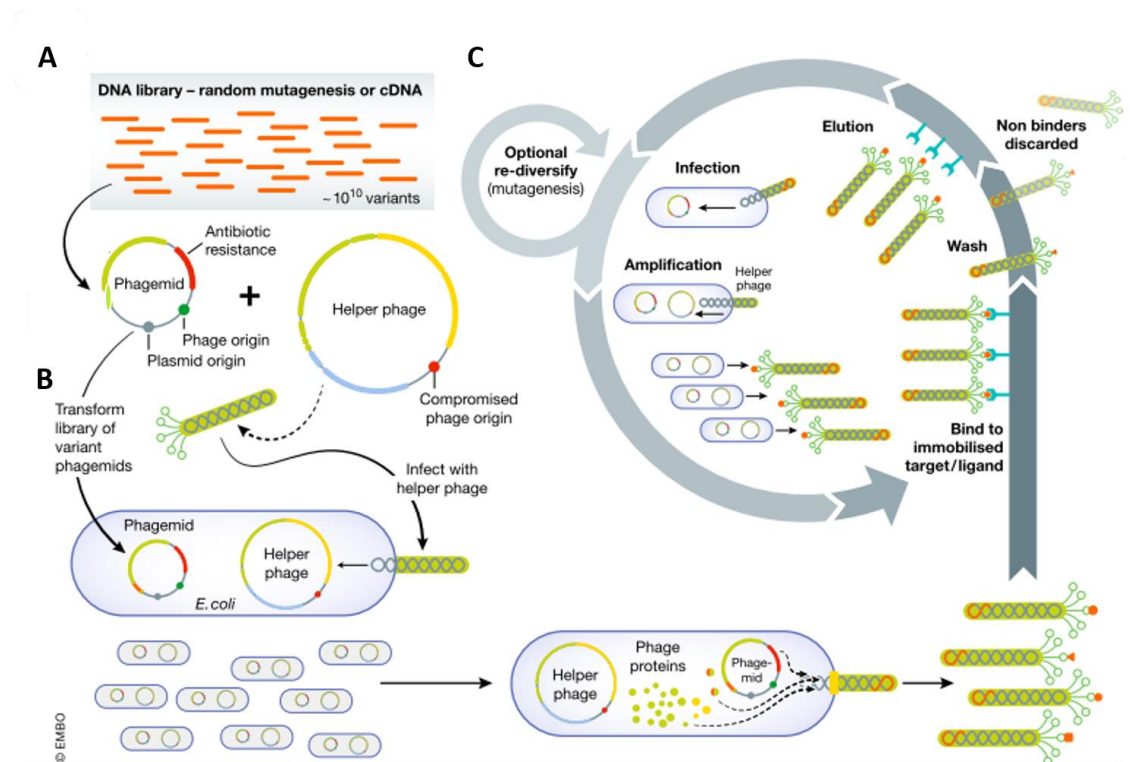 A
DNA library – random mutagenesis or cDNA
~ 10^10 variants
Antibiotic
resistance
Phagemid
+
Helper phage
Phage origin
Plasmid origin
Compromised
phage origin
B
Transform
library of
variant
phagemids
Infect with
helper phage
Phagemid
Helper
phage
E. coli
© EMBO
Helper
phage
Phage
proteins
Phage-
mid
C
Optional
re-diversify
(mutagenesis)
Infection
Elution
Non binders
discarded
Wash
Amplification
Helper
phage
Bind to
immobilised
target/ligand